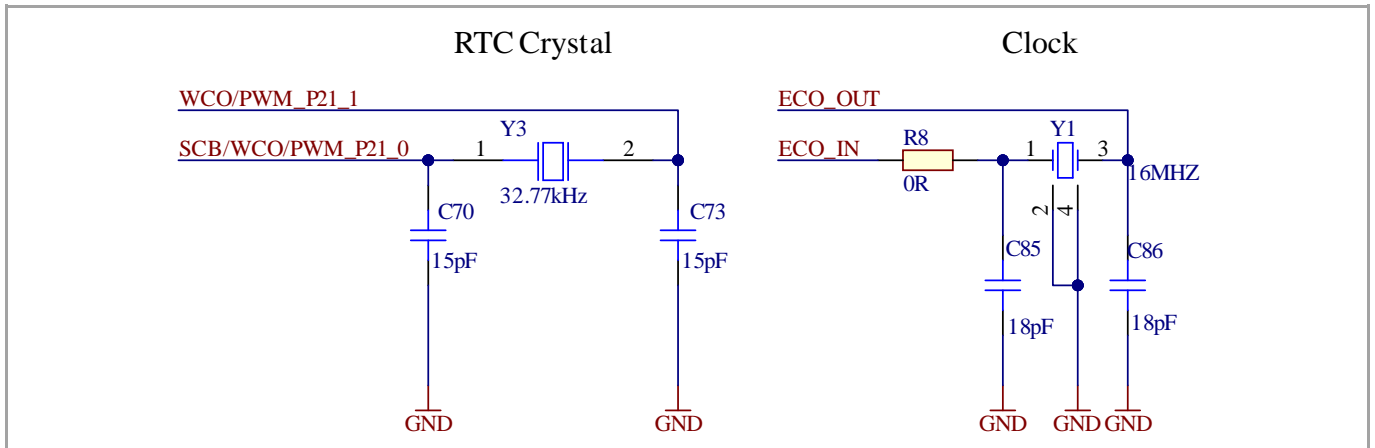 RTC Crystal
WCO/PWM_P21_1
SCB/WCO/PWM_P21_0
1
Y3
2
32.77kHz
C70
15pF
C73
15pF
GND
GND
Clock
ECO_OUT
ECO_IN
R8
0R
1
Y1
3
16MHZ
2
4
C85
18pF
C86
18pF
GND
GND
GND